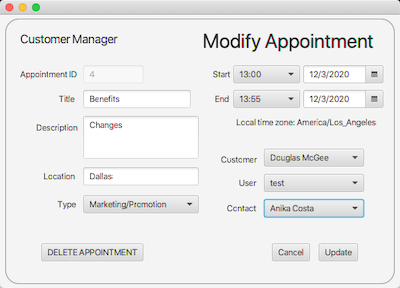 Customer Manager
Modify Appointment
Appointment ID 4
Start 13:00 12/3/2020
Title Benefits
End 13:55 12/3/2020
Local time zone: America/Los_Angeles
Description Changes
Customer Douglas McGee
Location Dallas
User test
Type Marketing/Promotion
Contact Anika Costa
DELETE APPOINTMENT
Cancel
Update